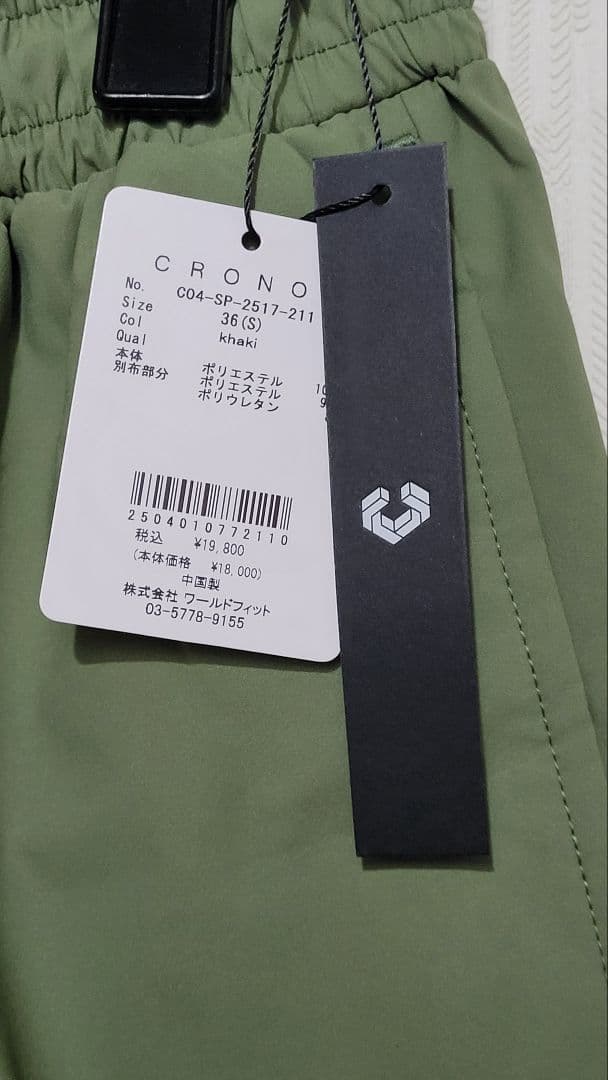 CRONO
No. C04-SP-2517-211
Size 36(S)
Col khaki
Qual
本体 ポリエステル 10
別布部分 ポリエステル 9
ポリウレタン
2504010772110
税込 ¥19,800
(本体価格 ¥18,000)
中国製
株式会社 ワールドフィット
03-5778-9155